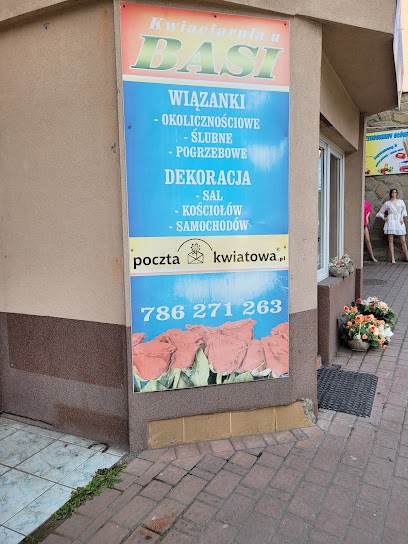 Kwiaciarnia u
BASI
WIĄZANKI
- OKOLICZNOŚCIOWE
- ŚLUBNE
- POGRZEBOWE
DEKORACJA
- SAL
- KOŚCIOŁÓW
- SAMOCHODÓW
poczta kwiatowa.pl
786 271 263